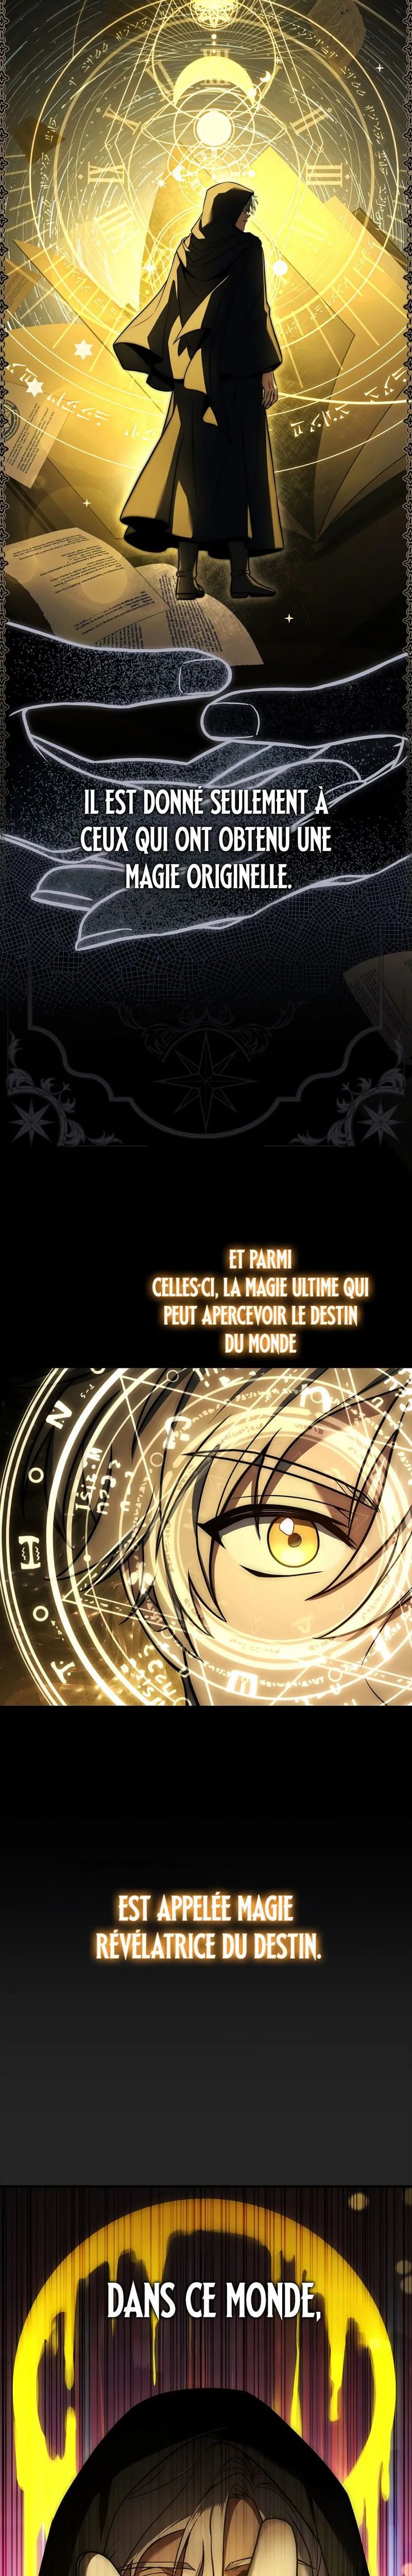 IL EST DONNÉ SEULEMENT À
CEUX QUI ONT OBTENU UNE
MAGIE ORIGINELLE.
ET PARMI
CELLES-CI, LA MAGIE ULTIME QUI
PEUT APERCEVOIR LE DESTIN
DU MONDE
EST APPELÉE MAGIE
RÉVÉLATRICE DU DESTIN.
DANS CE MONDE,